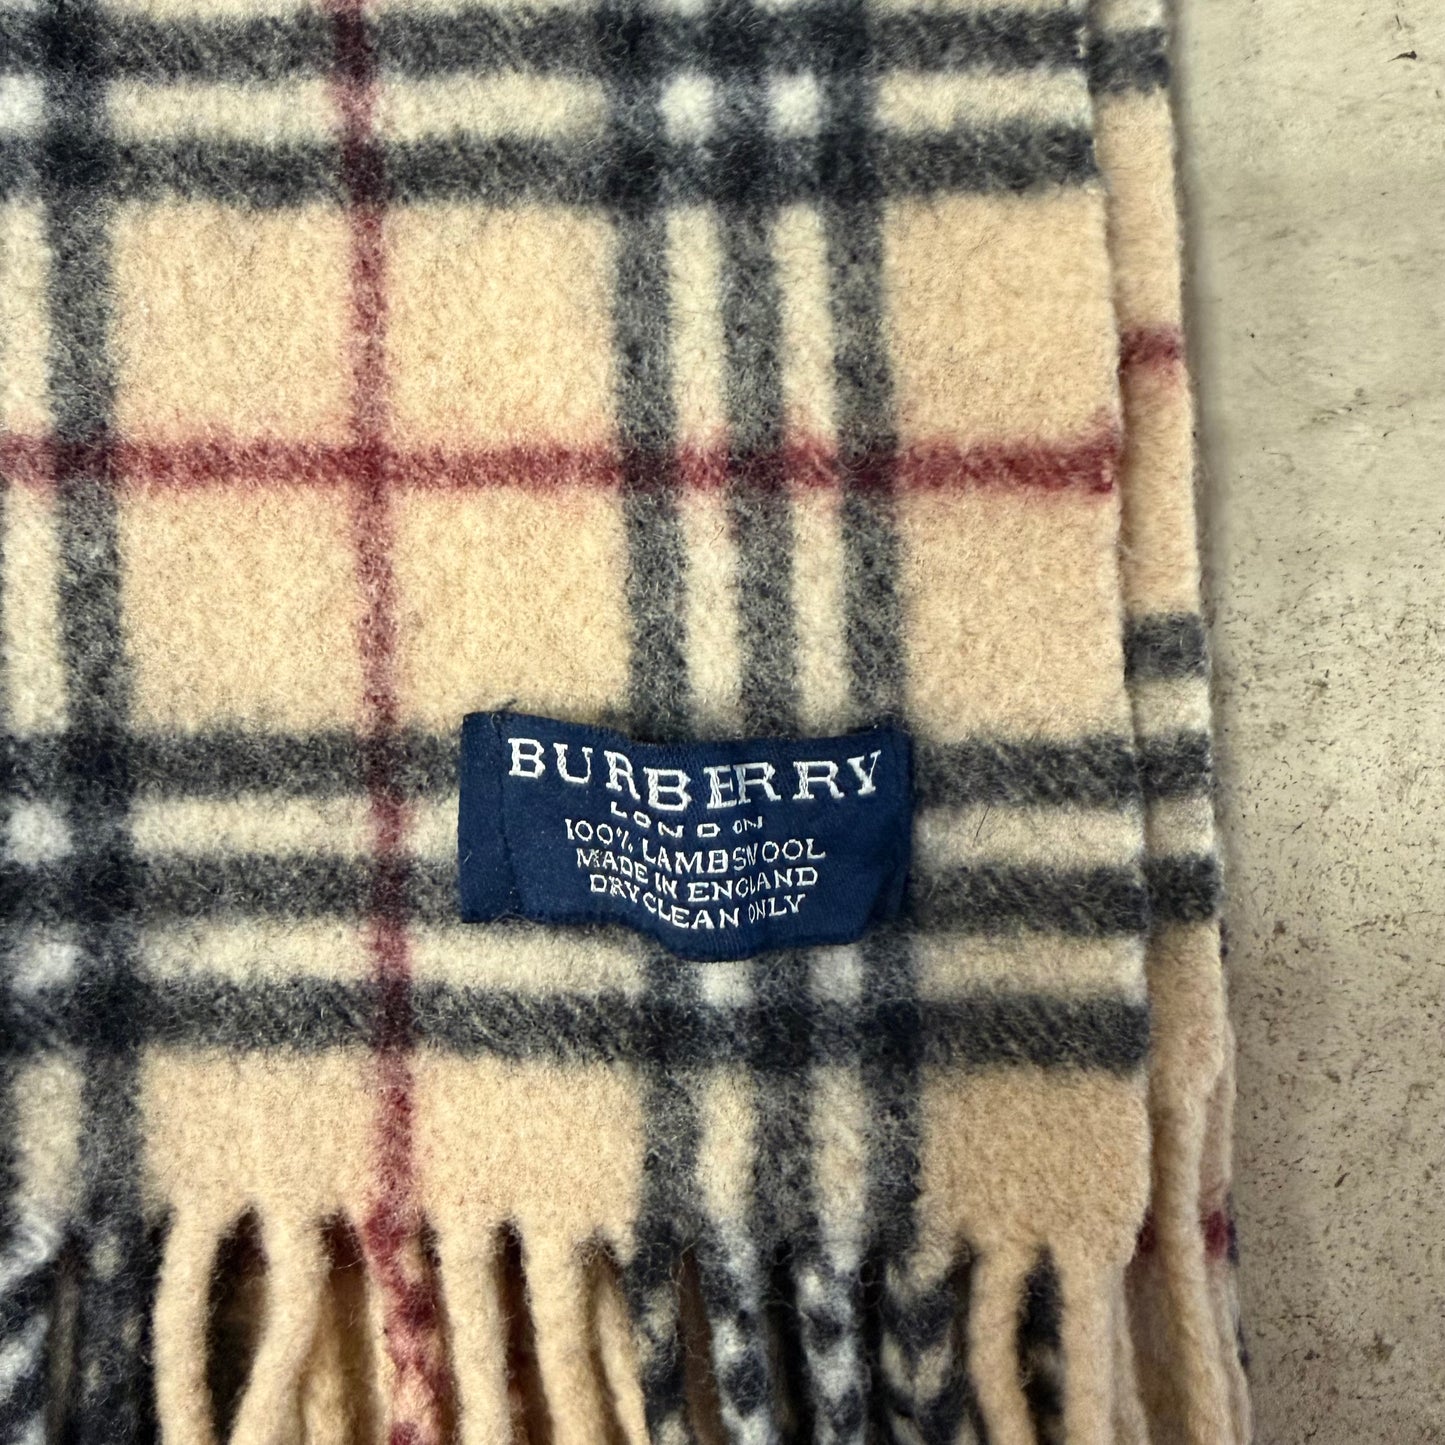 BURBERRY
LONDON
100% LAMBSWOOL
MADE IN ENGLAND
DRY CLEAN ONLY